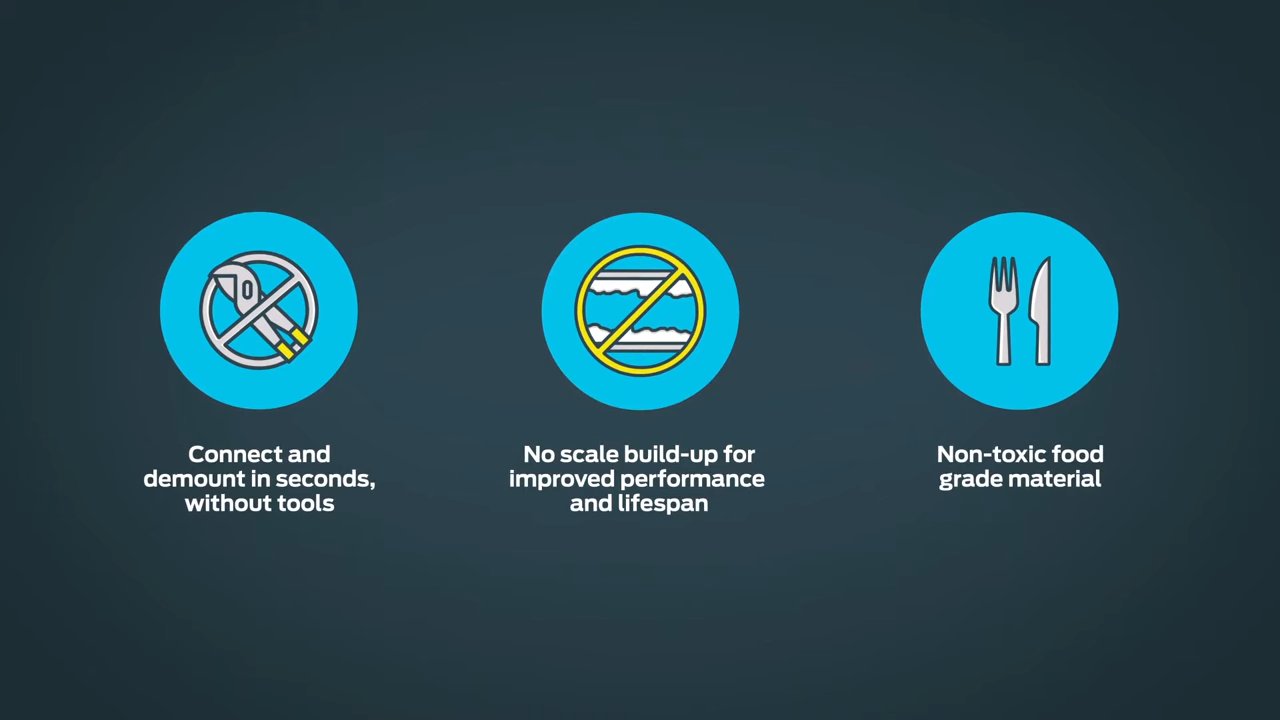 Connect and
demount in seconds,
without tools
No scale build-up for
improved performance
and lifespan
Non-toxic food
grade material